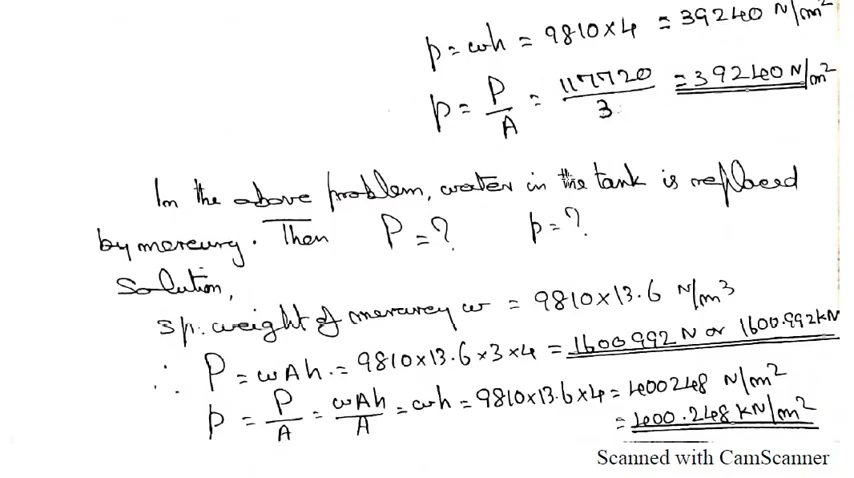 p = wh = 9810×4 = 39240 N/m²
p = P/A = 117720/3 = 39240 N/m²
In the above problem, water in the tank is replaced
by mercury. Then P = ? p = ?
Solution,
sp. weight of mercury w = 9810×13.6 N/m³
∴ P = wAh = 9810×13.6×3×4 = 1600992 N or 1600.992KN
p = P/A = wAh/A = wh = 9810×13.6×4 = 400248 N/m²
= 400.248 KN/m²
Scanned with CamScanner